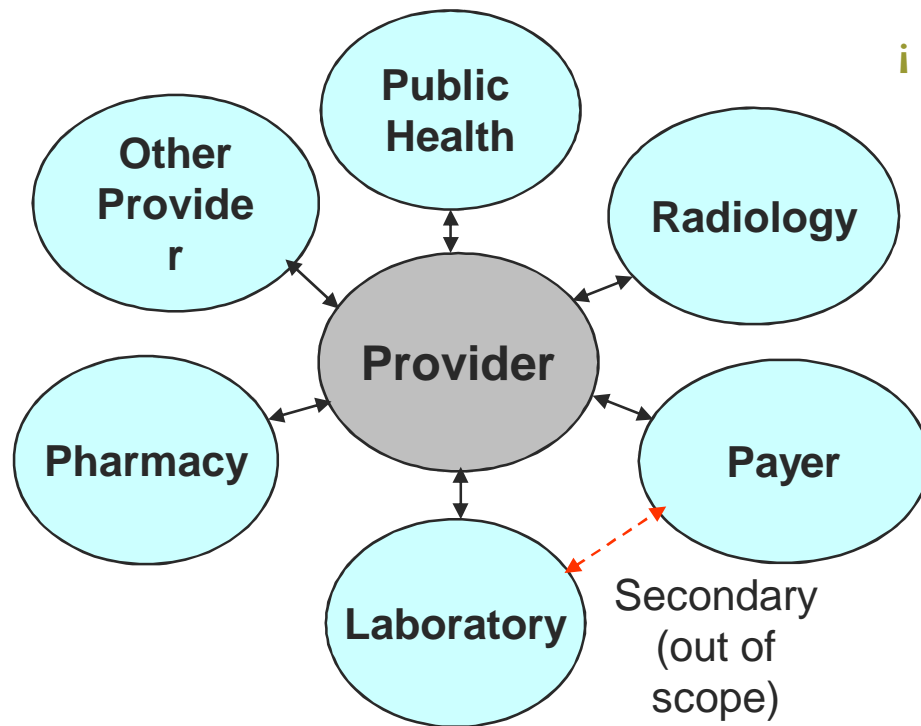 ¡
Public
Health
Other
Provide
r
Radiology
Provider
Pharmacy
Payer
Laboratory
Secondary
(out of
scope)